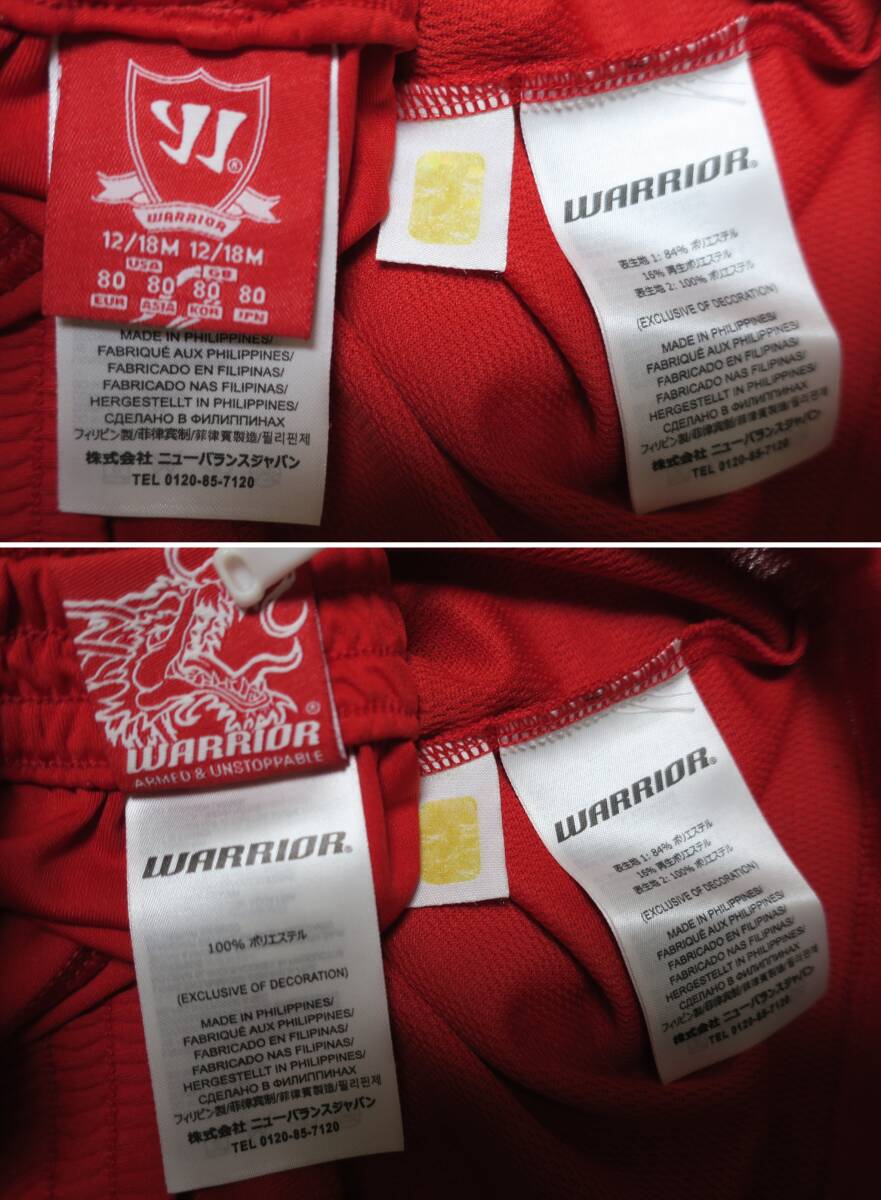 WARRIOR
12/18M 12/18M
USA GB
80 80 80 80
EUR ASIA KOR JPN
MADE IN PHILIPPINES/
FABRIQUÉ AUX PHILIPPINES/
FABRICADO EN FILIPINAS/
FABRICADO NAS FILIPINAS/
HERGESTELLT IN PHILIPPINES/
СДЕЛАНО В ФИЛИППИНАХ
フィリピン製/菲律宾制/菲律賓製造/필리핀제
株式会社 ニューバランスジャパン
TEL 0120-85-7120
WARRIOR®
表生地 1: 84% ポリエステル
16% 再生ポリエステル
表生地 2: 100% ポリエステル
(EXCLUSIVE OF DECORATION)
MADE IN PHILIPPINES/
FABRIQUÉ AUX PHILIPPINES/
FABRICADO EN FILIPINAS/
FABRICADO NAS FILIPINAS/
HERGESTELLT IN PHILIPPINES/
СДЕЛАНО В ФИЛИППИНАХ
フィリピン製/菲律宾制/菲律賓製造/필리핀제
株式会社 ニューバランスジャパン
TEL 0120-85-7120
WARRIOR®
ARMED & UNSTOPPABLE
WARRIOR®
100% ポリエステル
(EXCLUSIVE OF DECORATION)
MADE IN PHILIPPINES/
FABRIQUÉ AUX PHILIPPINES/
FABRICADO EN FILIPINAS/
FABRICADO NAS FILIPINAS/
HERGESTELLT IN PHILIPPINES/
СДЕЛАНО В ФИЛИППИНАХ
フィリピン製/菲律宾制/菲律賓製造/필리핀제
株式会社 ニューバランスジャパン
TEL 0120-85-7120
WARRIOR®
表生地 1: 84% ポリエステル
16% 再生ポリエステル
表生地 2: 100% ポリエステル
(EXCLUSIVE OF DECORATION)
MADE IN PHILIPPINES/
FABRIQUÉ AUX PHILIPPINES/
FABRICADO EN FILIPINAS/
FABRICADO NAS FILIPINAS/
HERGESTELLT IN PHILIPPINES/
СДЕЛАНО В ФИЛИППИНАХ
フィリピン製/菲律宾制/菲律賓製造/필리핀제
株式会社 ニューバランスジャパン
TEL 0120-85-7120